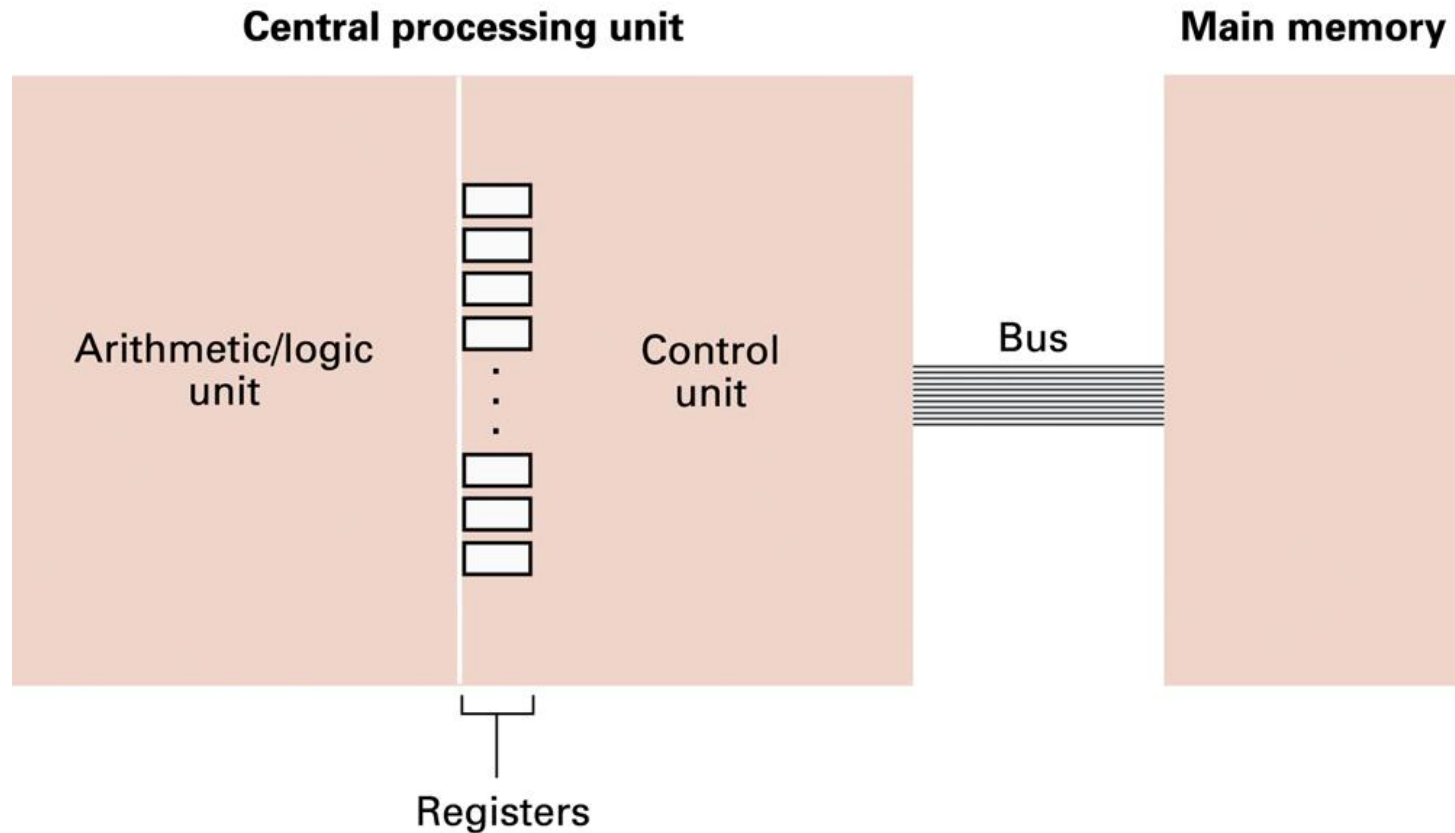 Central processing unit
Main memory
Arithmetic/logic
unit
Control
unit
Bus
Registers